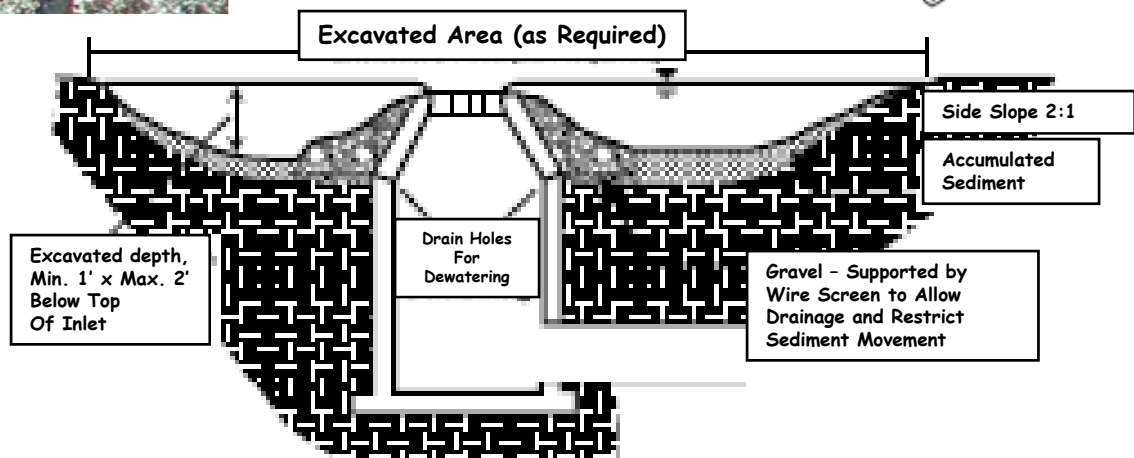 Excavated Area (as Required)
Side Slope 2:1
Accumulated
Sediment
Excavated depth,
Min. 1' x Max. 2'
Below Top
Of Inlet
Drain Holes
For
Dewatering
Gravel – Supported by
Wire Screen to Allow
Drainage and Restrict
Sediment Movement